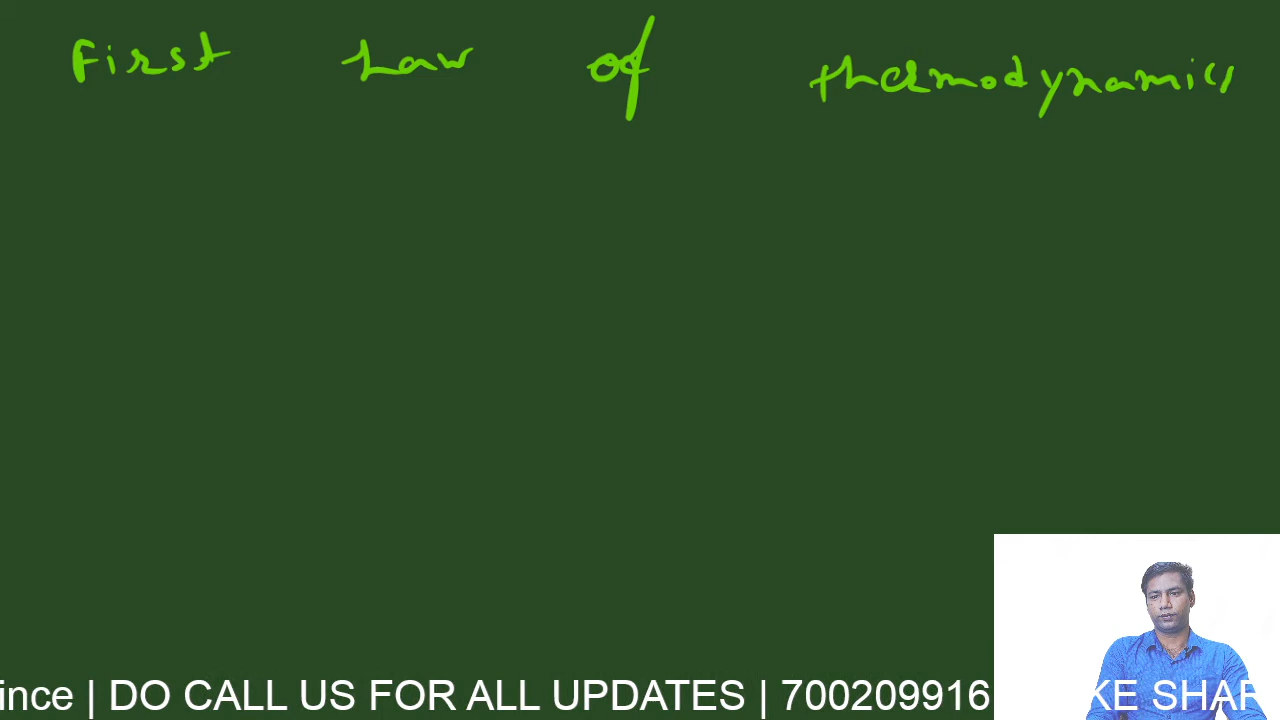 First Law of thermodynamics
ince | DO CALL US FOR ALL UPDATES | 700209916 KE SHAR